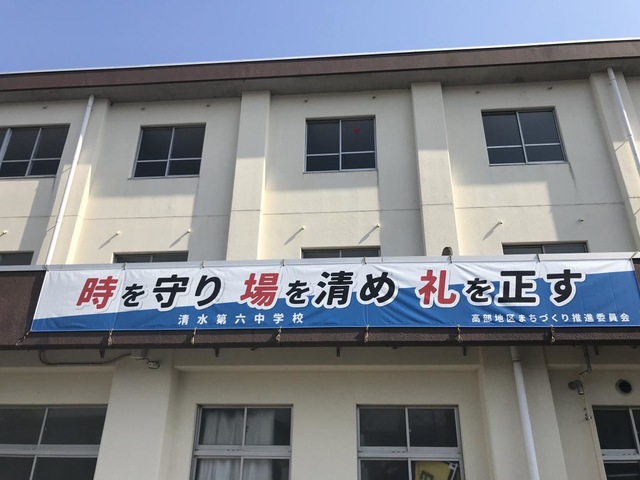 時を守り 場を清め 礼を正す
清水第六中学校
高部地区まちづくり推進委員会